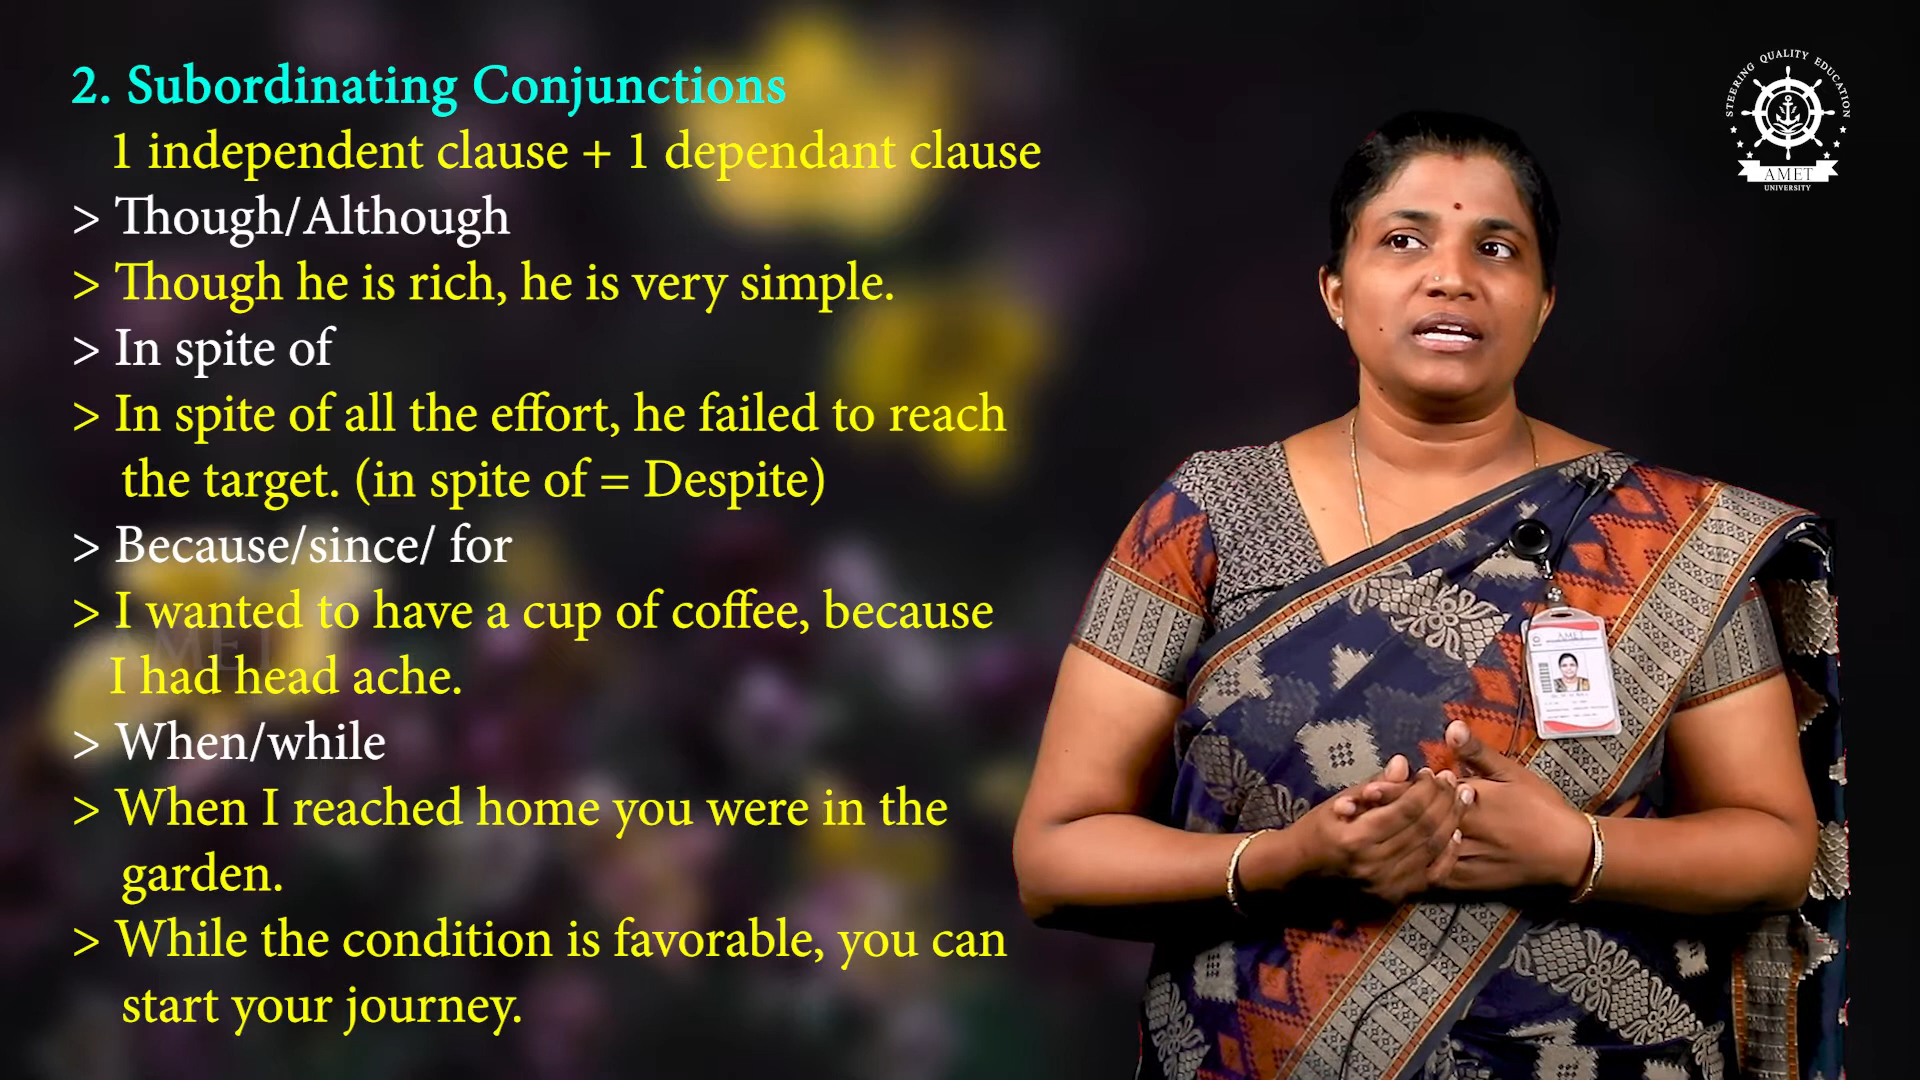 2. Subordinating Conjunctions
1 independent clause + 1 dependant clause
> Though/Although
> Though he is rich, he is very simple.
> In spite of
> In spite of all the effort, he failed to reach
the target. (in spite of = Despite)
> Because/since/ for
> I wanted to have a cup of coffee, because
I had head ache.
> When/while
> When I reached home you were in the
garden.
> While the condition is favorable, you can
start your journey.
STEERING QUALITY EDUCATION
AMET
UNIVERSITY
AMET
AMET